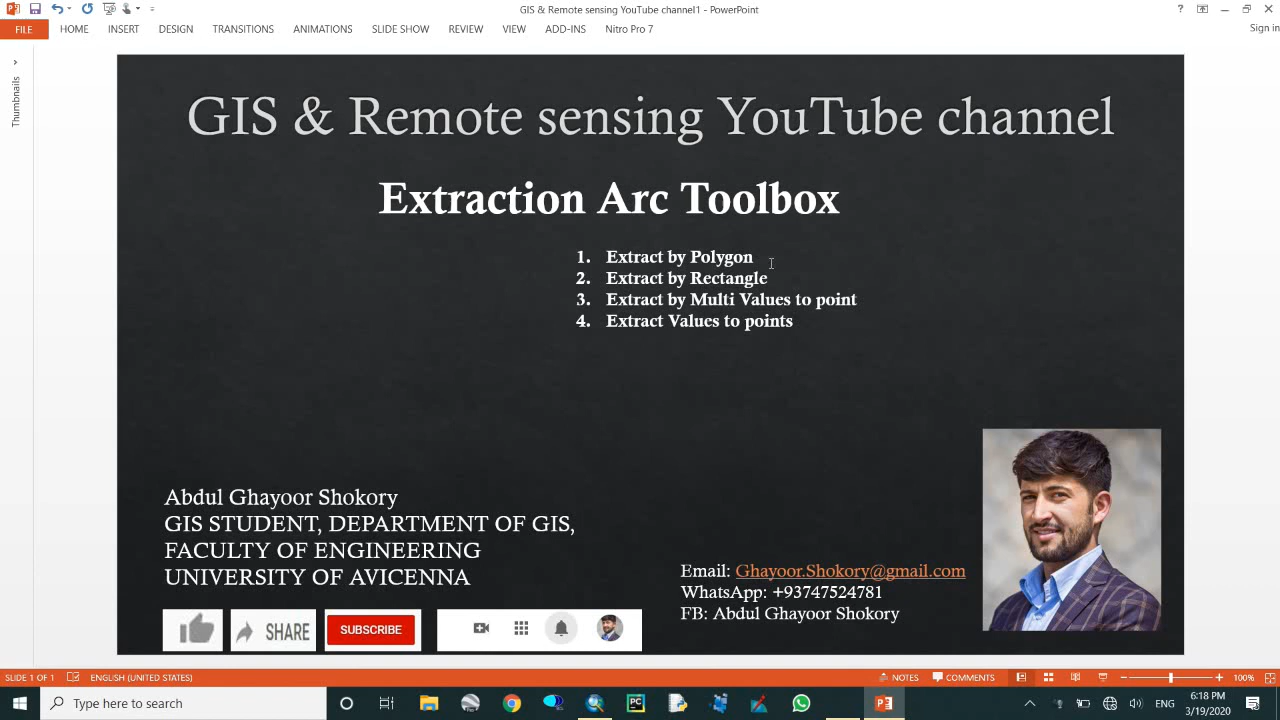 GIS & Remote sensing YouTube channel1 - PowerPoint
Sign in
FILE HOME INSERT DESIGN TRANSITIONS ANIMATIONS SLIDE SHOW REVIEW VIEW ADD-INS Nitro Pro 7
Thumbnails
GIS & Remote sensing YouTube channel
Extraction Arc Toolbox
1. Extract by Polygon
2. Extract by Rectangle
3. Extract by Multi Values to point
4. Extract Values to points
Abdul Ghayoor Shokory
GIS STUDENT, DEPARTMENT OF GIS,
FACULTY OF ENGINEERING
UNIVERSITY OF AVICENNA
Email: Ghayoor.Shokory@gmail.com
WhatsApp: +93747524781
FB: Abdul Ghayoor Shokory
SHARE
SUBSCRIBE
SLIDE 1 OF 1 ENGLISH (UNITED STATES) NOTES COMMENTS 100%
Type here to search
PC
ENG
6:18 PM
3/19/2020